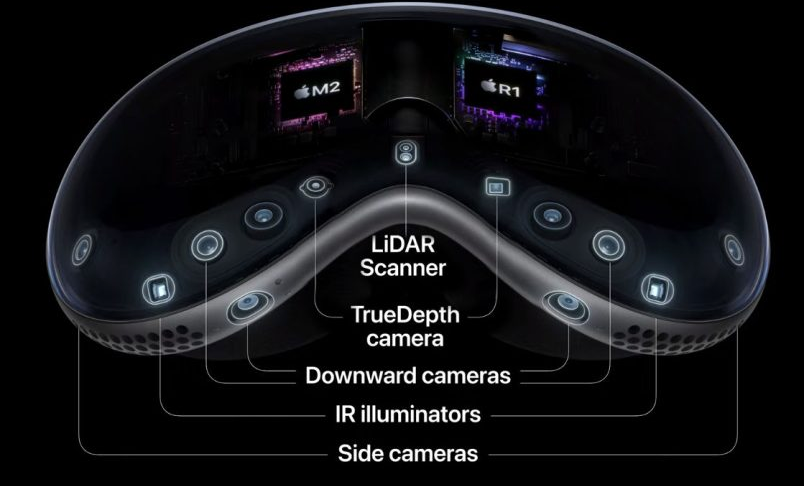 M2
R1
LiDAR
Scanner
TrueDepth
camera
Downward cameras
IR illuminators
Side cameras